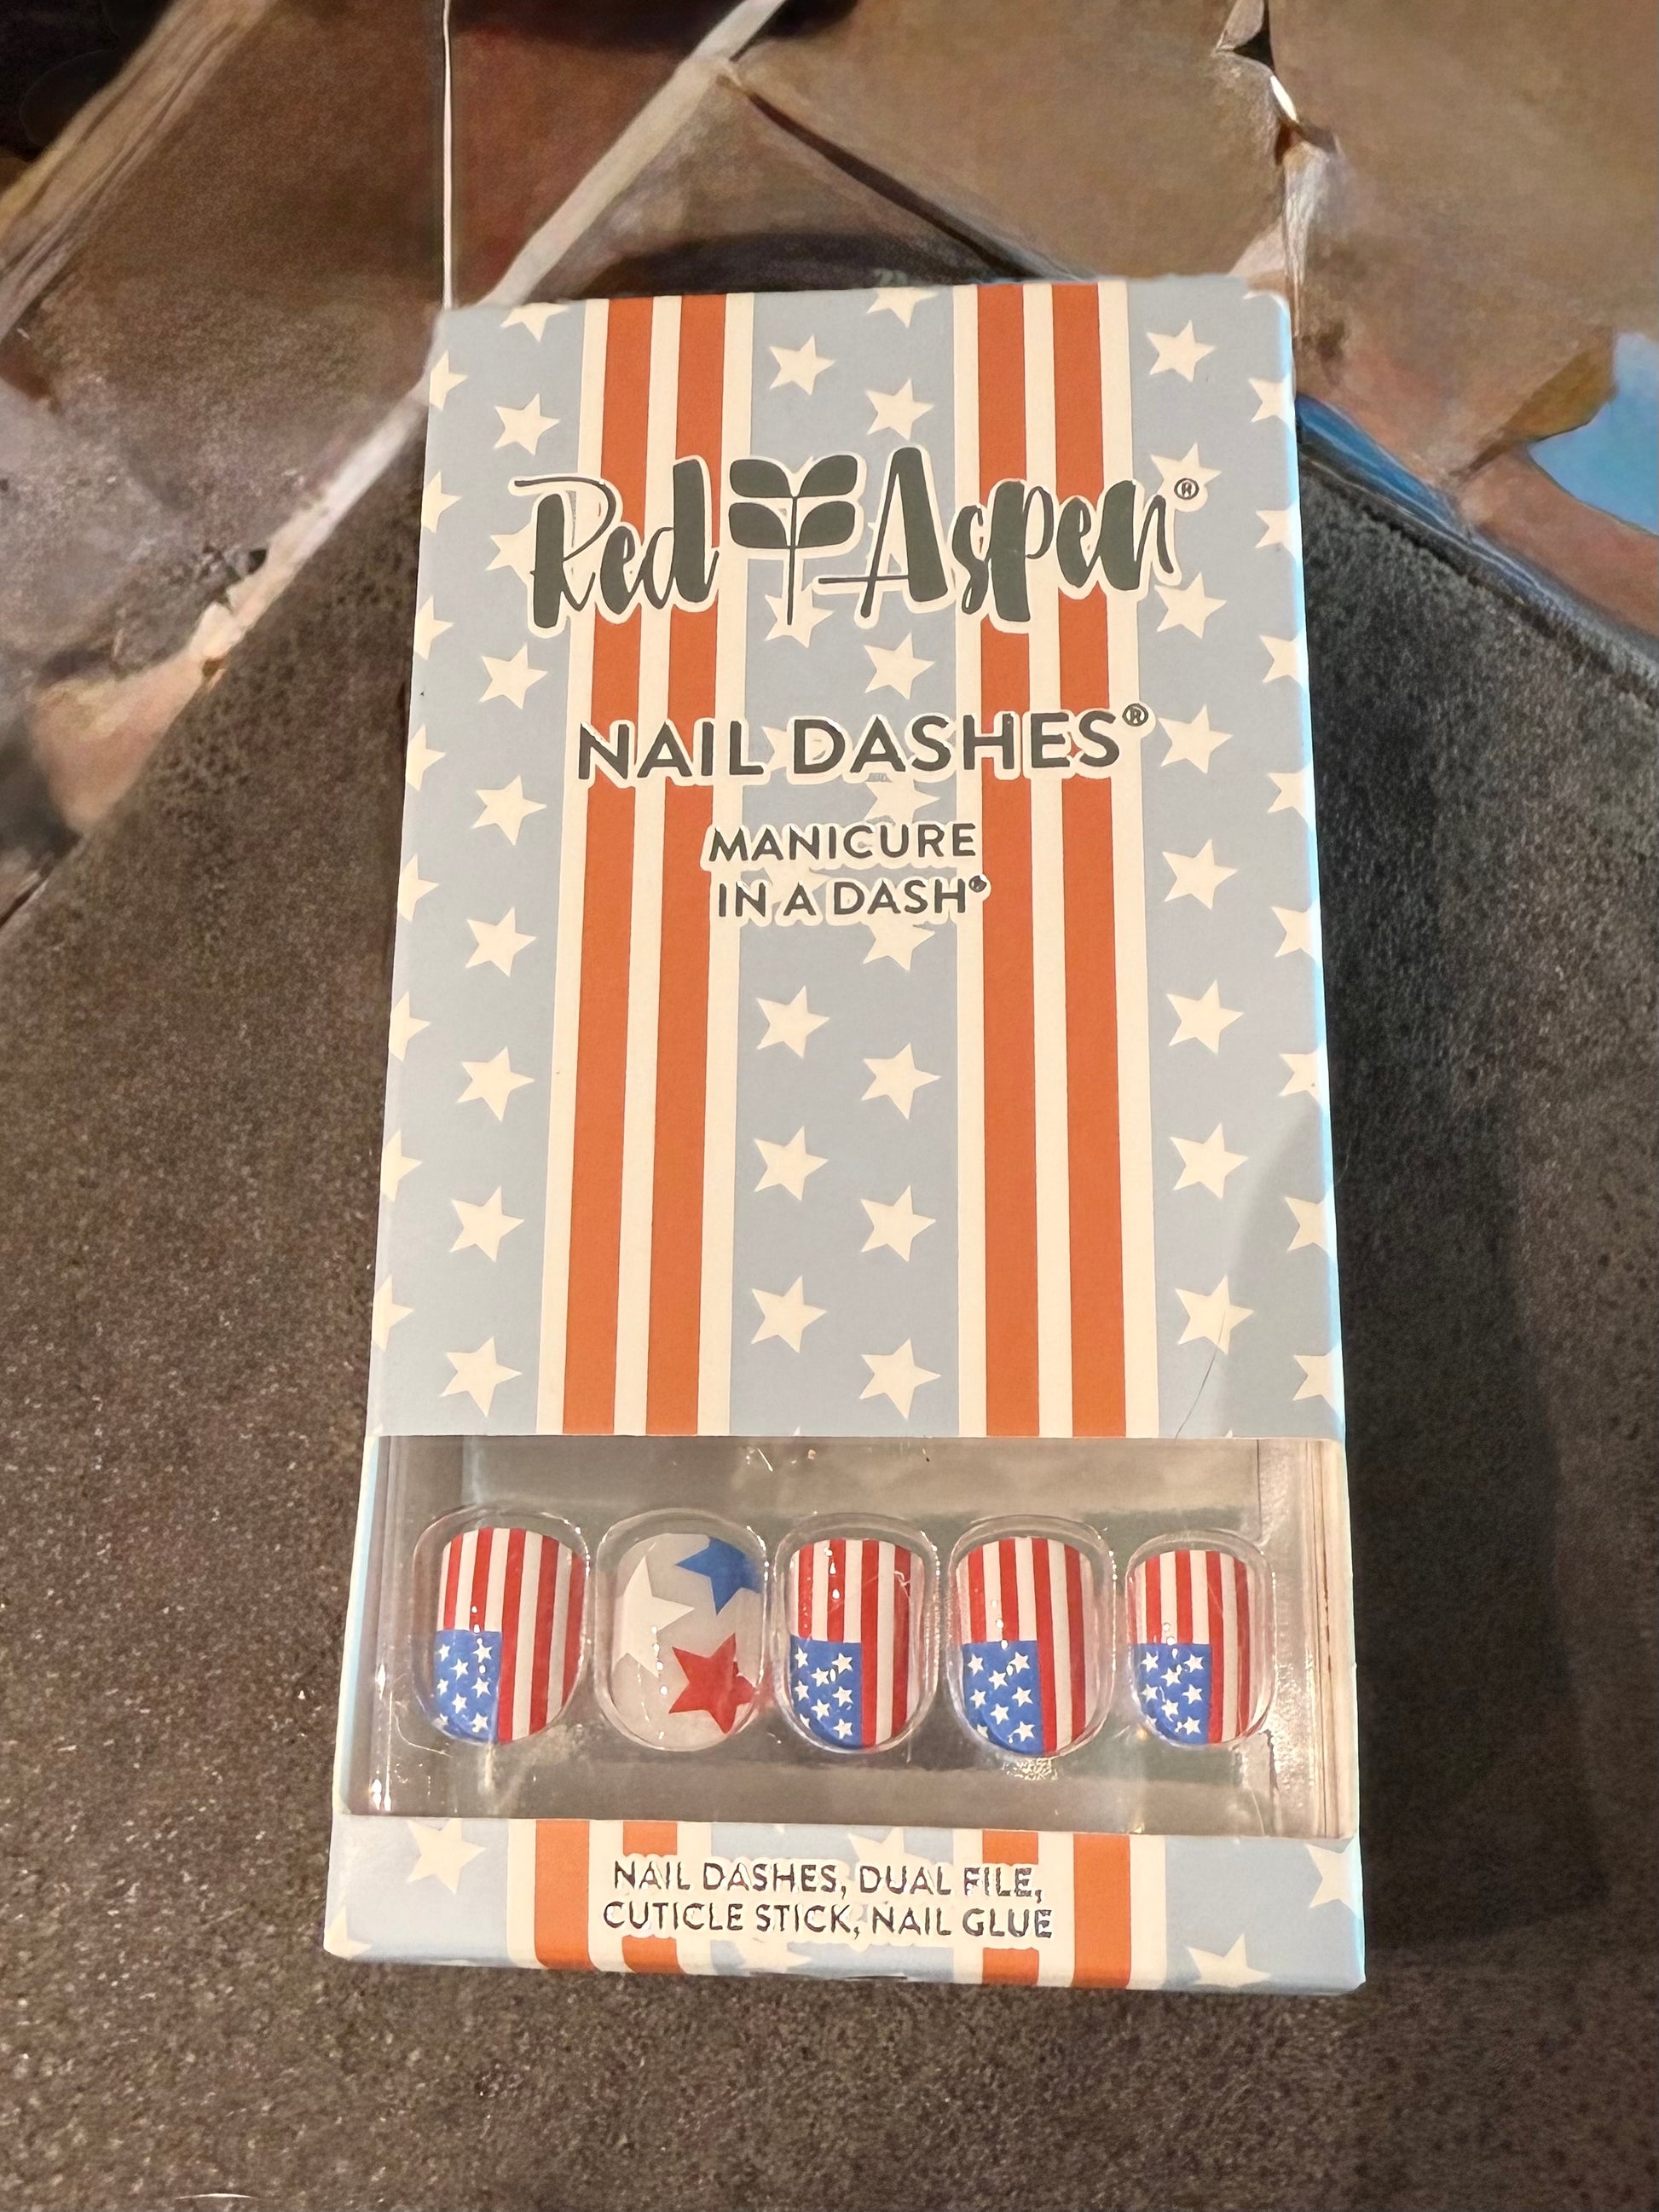 Red Aspen®
NAIL DASHES®
MANICURE
IN A DASH®
NAIL DASHES, DUAL FILE,
CUTICLE STICK, NAIL GLUE